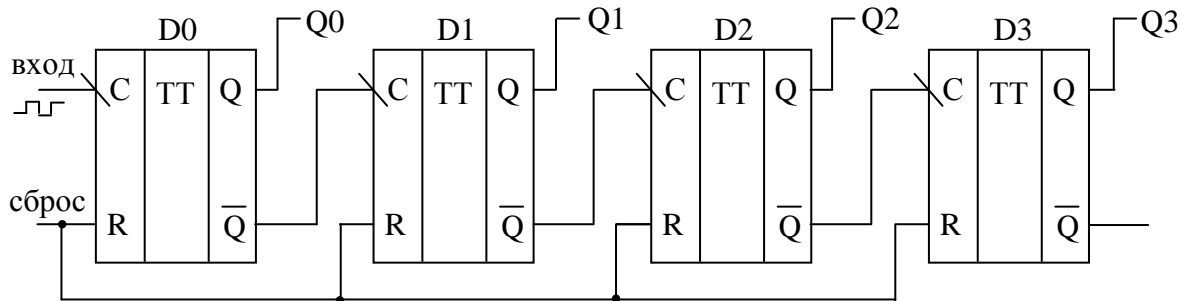 D0 Q0 D1 Q1 D2 Q2 D3 Q3
вход
C TT Q C TT Q C TT Q C TT Q
сброс
R Q̅ R Q̅ R Q̅ R Q̅